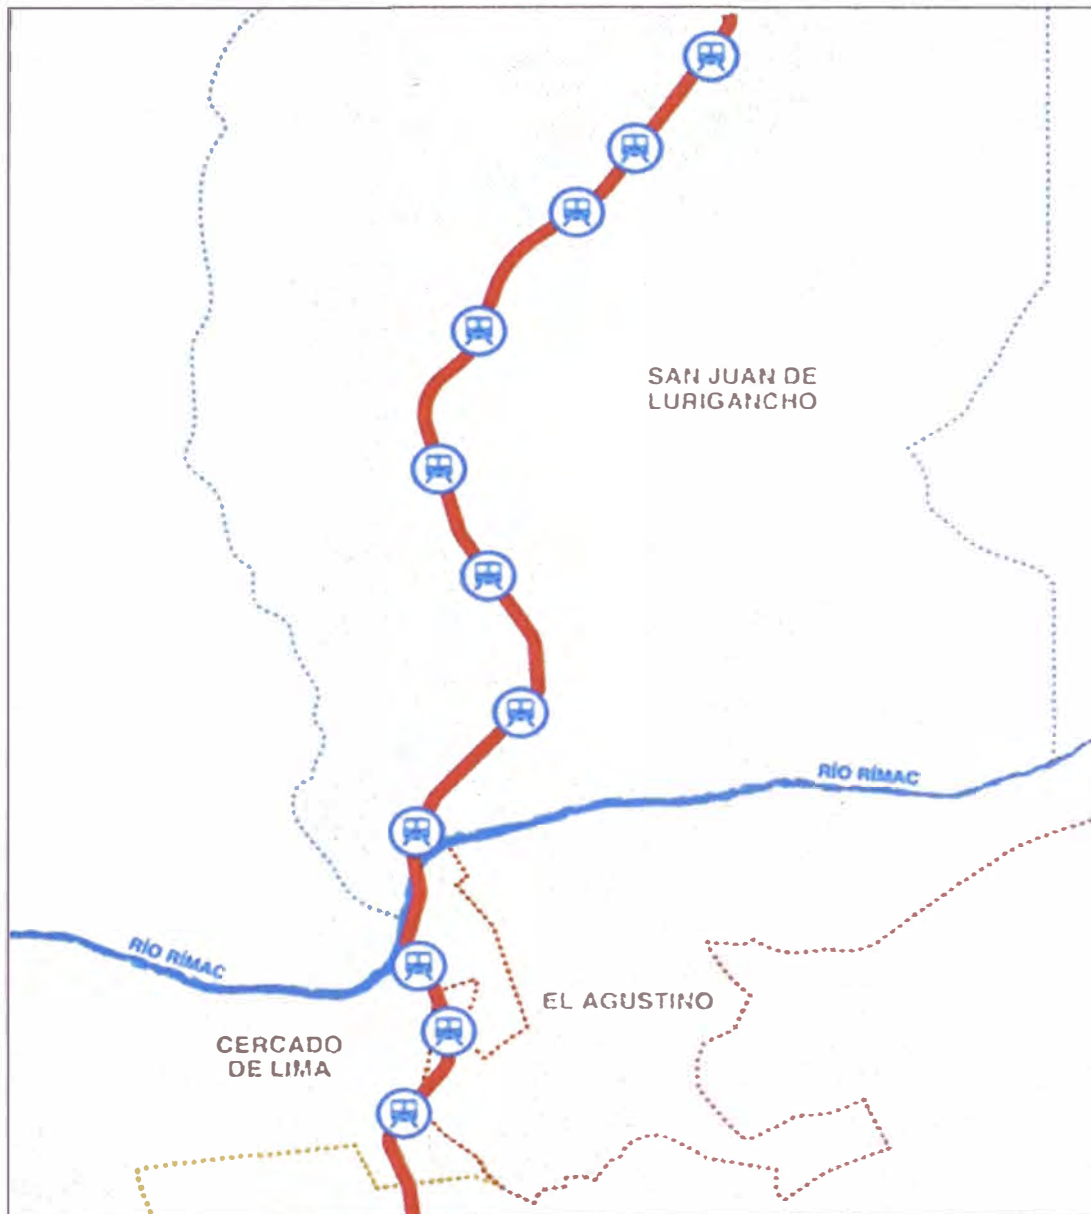 SAN JUAN DE
LURIGANCHO
RÍO RÍMAC
RÍO RÍMAC
EL AGUSTINO
CERCADO
DE LIMA